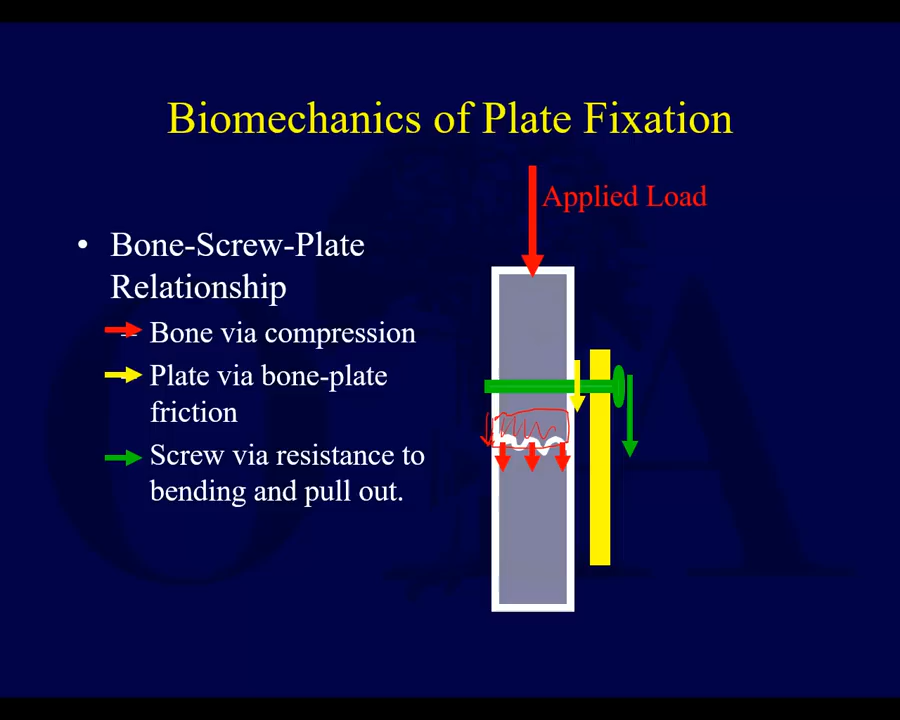 Biomechanics of Plate Fixation
Applied Load
• Bone-Screw-Plate
Relationship
– Bone via compression
– Plate via bone-plate
friction
Screw via resistance to
bending and pull out.
OTA